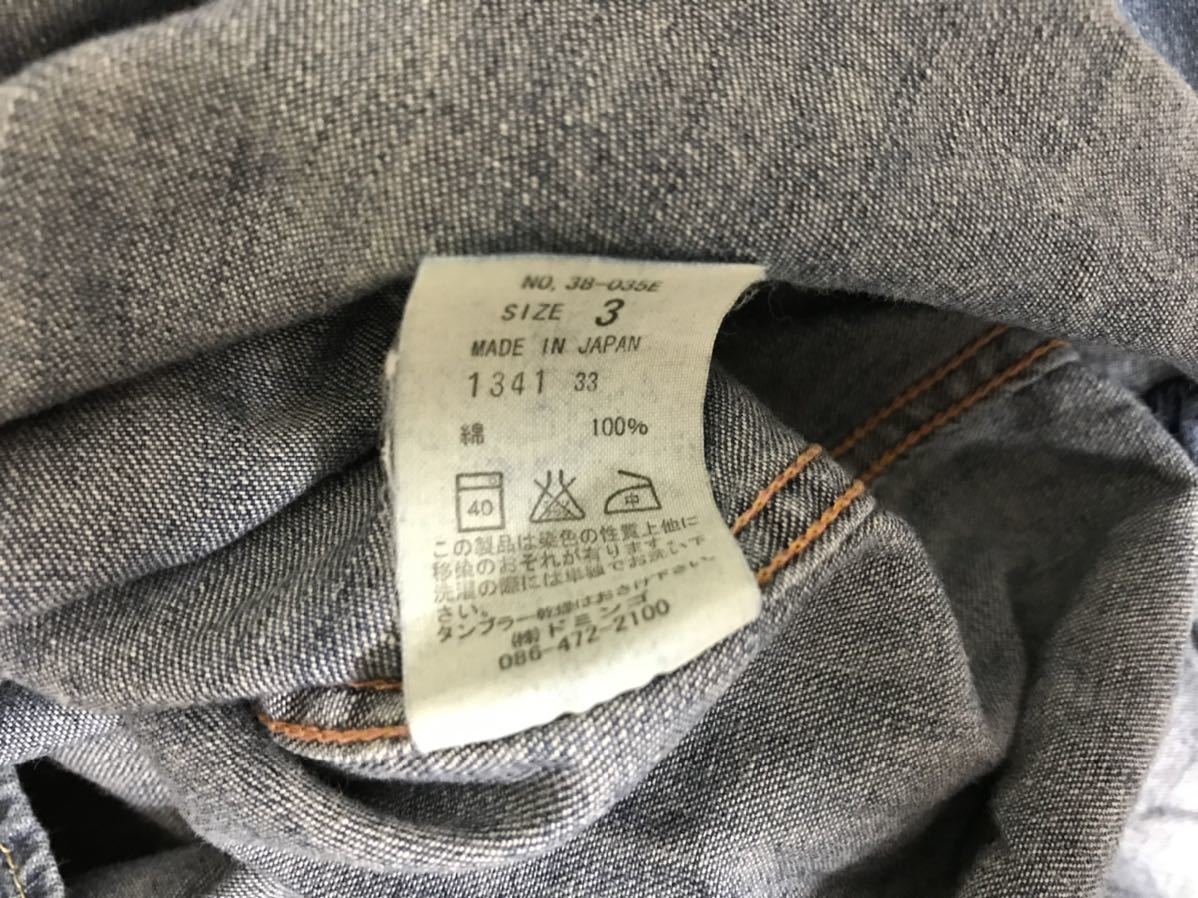 NO. 38-035E
SIZE 3
MADE IN JAPAN
1341 33
綿 100%
40 中
この製品は染色の性質上他に
移染のおそれが有りますので
洗濯の際には単独でお洗い下
さい。
タンブラー乾燥はおさけ下さい。
㈱ドミンゴ
086-472-2100